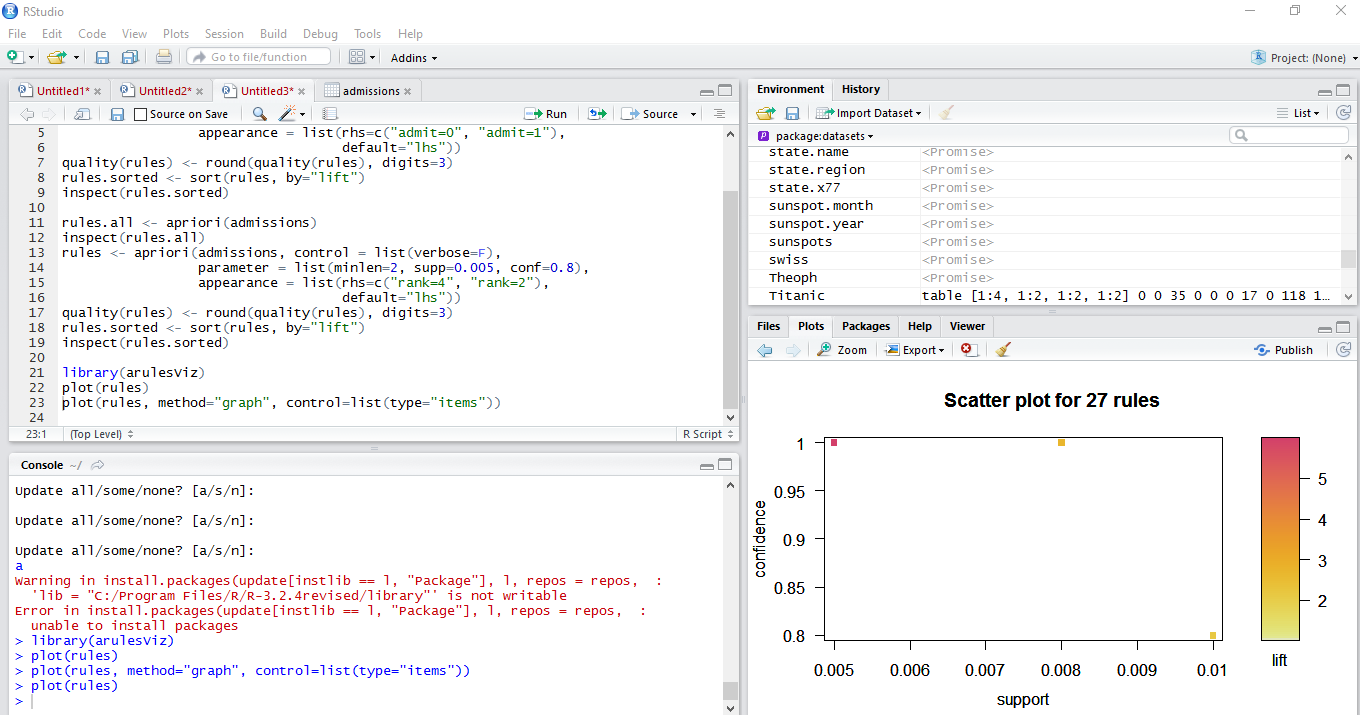 RStudio
File Edit Code View Plots Session Build Debug Tools Help
Go to file/function Addins Project: (None)
Untitled1* Untitled2* Untitled3* admissions
Source on Save Run Source
5 appearance = list(rhs=c("admit=0", "admit=1"),
6 default="lhs"))
7 quality(rules) <- round(quality(rules), digits=3)
8 rules.sorted <- sort(rules, by="lift")
9 inspect(rules.sorted)
10
11 rules.all <- apriori(admissions)
12 inspect(rules.all)
13 rules <- apriori(admissions, control = list(verbose=F),
14 parameter = list(minlen=2, supp=0.005, conf=0.8),
15 appearance = list(rhs=c("rank=4", "rank=2"),
16 default="lhs"))
17 quality(rules) <- round(quality(rules), digits=3)
18 rules.sorted <- sort(rules, by="lift")
19 inspect(rules.sorted)
20
21 library(arulesViz)
22 plot(rules)
23 plot(rules, method="graph", control=list(type="items"))
24
23:1 (Top Level) R Script
Console ~/
Update all/some/none? [a/s/n]:
Update all/some/none? [a/s/n]:
Update all/some/none? [a/s/n]:
a
Warning in install.packages(update[instlib == l, "Package"], l, repos = repos, :
'lib = "C:/Program Files/R/R-3.2.4revised/library"' is not writable
Error in install.packages(update[instlib == l, "Package"], l, repos = repos, :
unable to install packages
> library(arulesViz)
> plot(rules)
> plot(rules, method="graph", control=list(type="items"))
> plot(rules)
>
Environment History
Import Dataset List
package:datasets
state.name <Promise>
state.region <Promise>
state.x77 <Promise>
sunspot.month <Promise>
sunspot.year <Promise>
sunspots <Promise>
swiss <Promise>
Theoph <Promise>
Titanic table [1:4, 1:2, 1:2, 1:2] 0 0 35 0 0 0 17 0 118 1...
Files Plots Packages Help Viewer
Zoom Export Publish
Scatter plot for 27 rules
1
0.95
0.9
0.85
0.8
confidence
0.005 0.006 0.007 0.008 0.009 0.01
support
5
4
3
2
lift